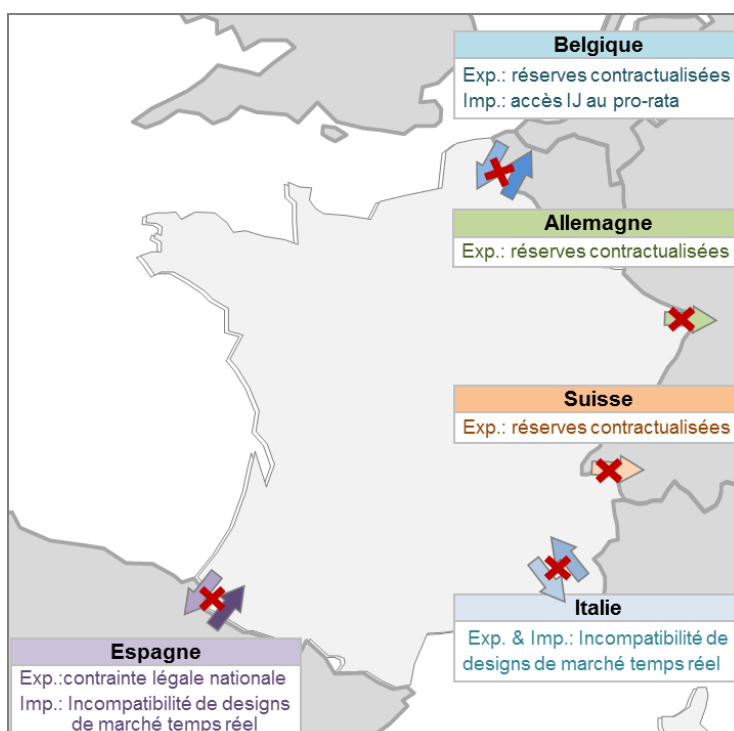 Belgique
Exp.: réserves contractualisées
Imp.: accès IJ au pro-rata
Allemagne
Exp.: réserves contractualisées
Suisse
Exp.: réserves contractualisées
Italie
Exp. & Imp.: Incompatibilité de
designs de marché temps réel
Espagne
Exp.:contrainte légale nationale
Imp.: Incompatibilité de designs
de marché temps réel